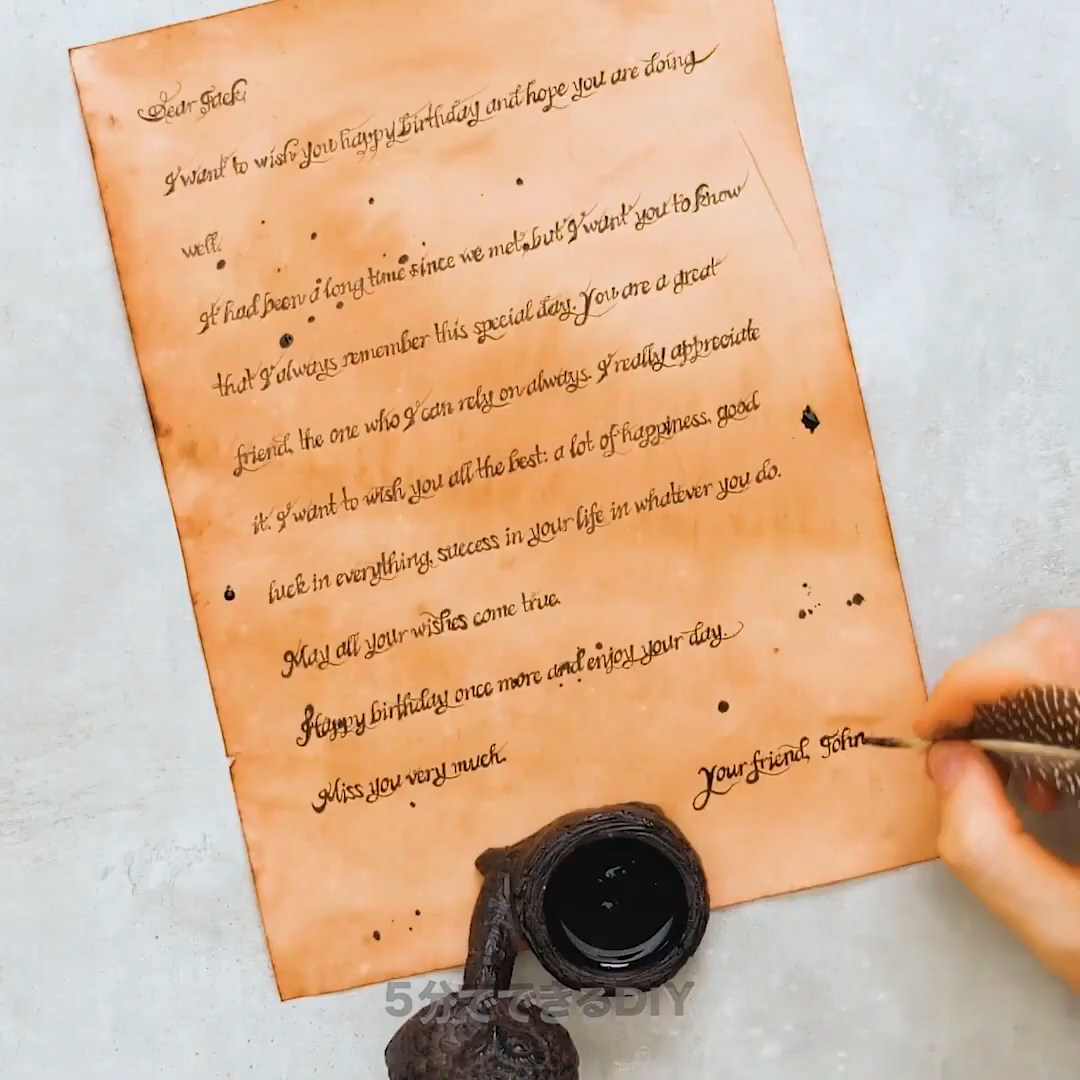 Dear Jack,
I want to wish you happy birthday and hope you are doing
well.
It had been a long time since we met, but I want you to know
that I always remember this special day. You are a great
friend, the one who I can rely on always. I really appreciate
it. I want to wish you all the best: a lot of happiness, good
luck in everything, success in your life in whatever you do.
May all your wishes come true.
Happy birthday once more and enjoy your day.
Miss you very much.
Your friend, John
5分でできるDIY